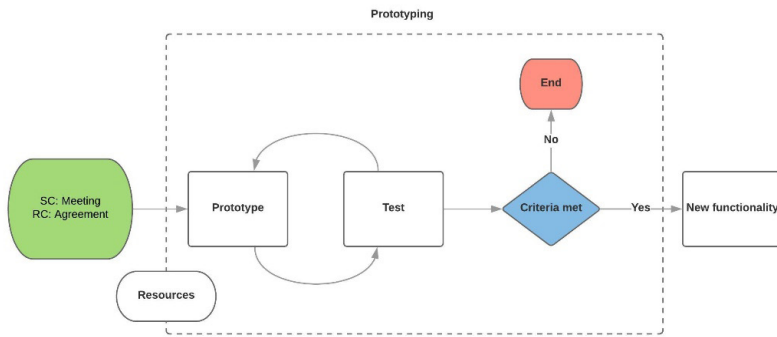 Prototyping
End
No
SC: Meeting
RC: Agreement
Prototype
Test
Criteria met
Yes
New functionality
Resources